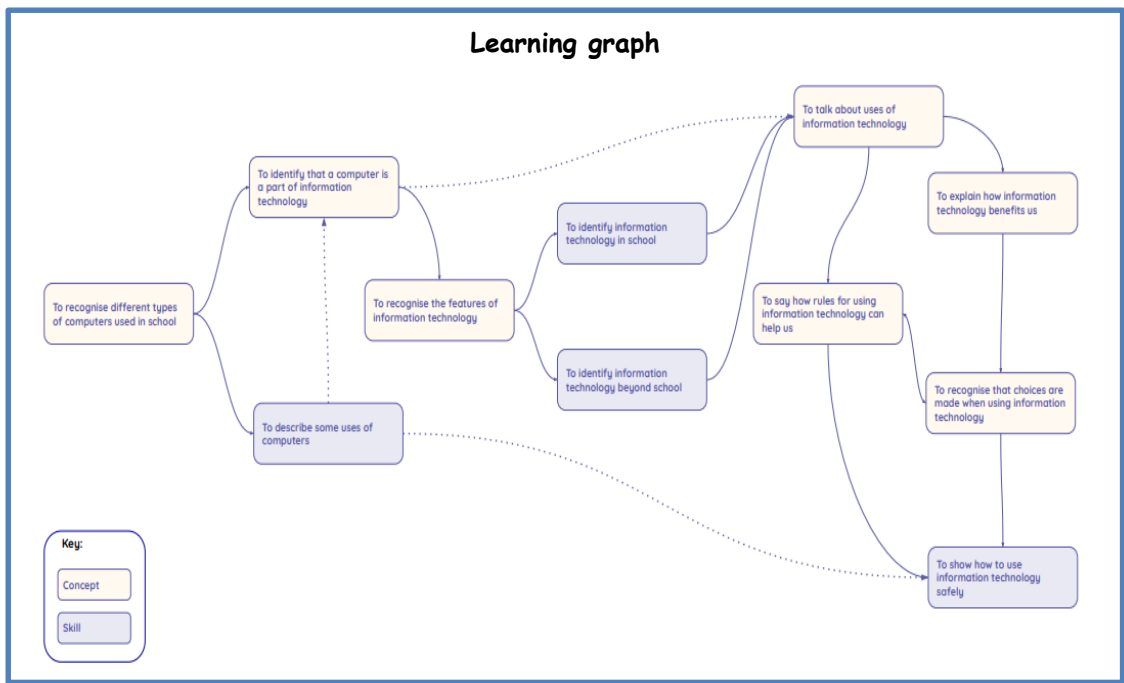 Learning graph
To talk about uses of
information technology
To identify that a computer is
a part of information
technology
To explain how information
technology benefits us
To identify information
technology in school
To recognise different types
of computers used in school
To recognise the features of
information technology
To say how rules for using
information technology can
help us
To identify information
technology beyond school
To recognise that choices are
made when using information
technology
To describe some uses of
computers
To show how to use
information technology
safely
Key:
Concept
Skill